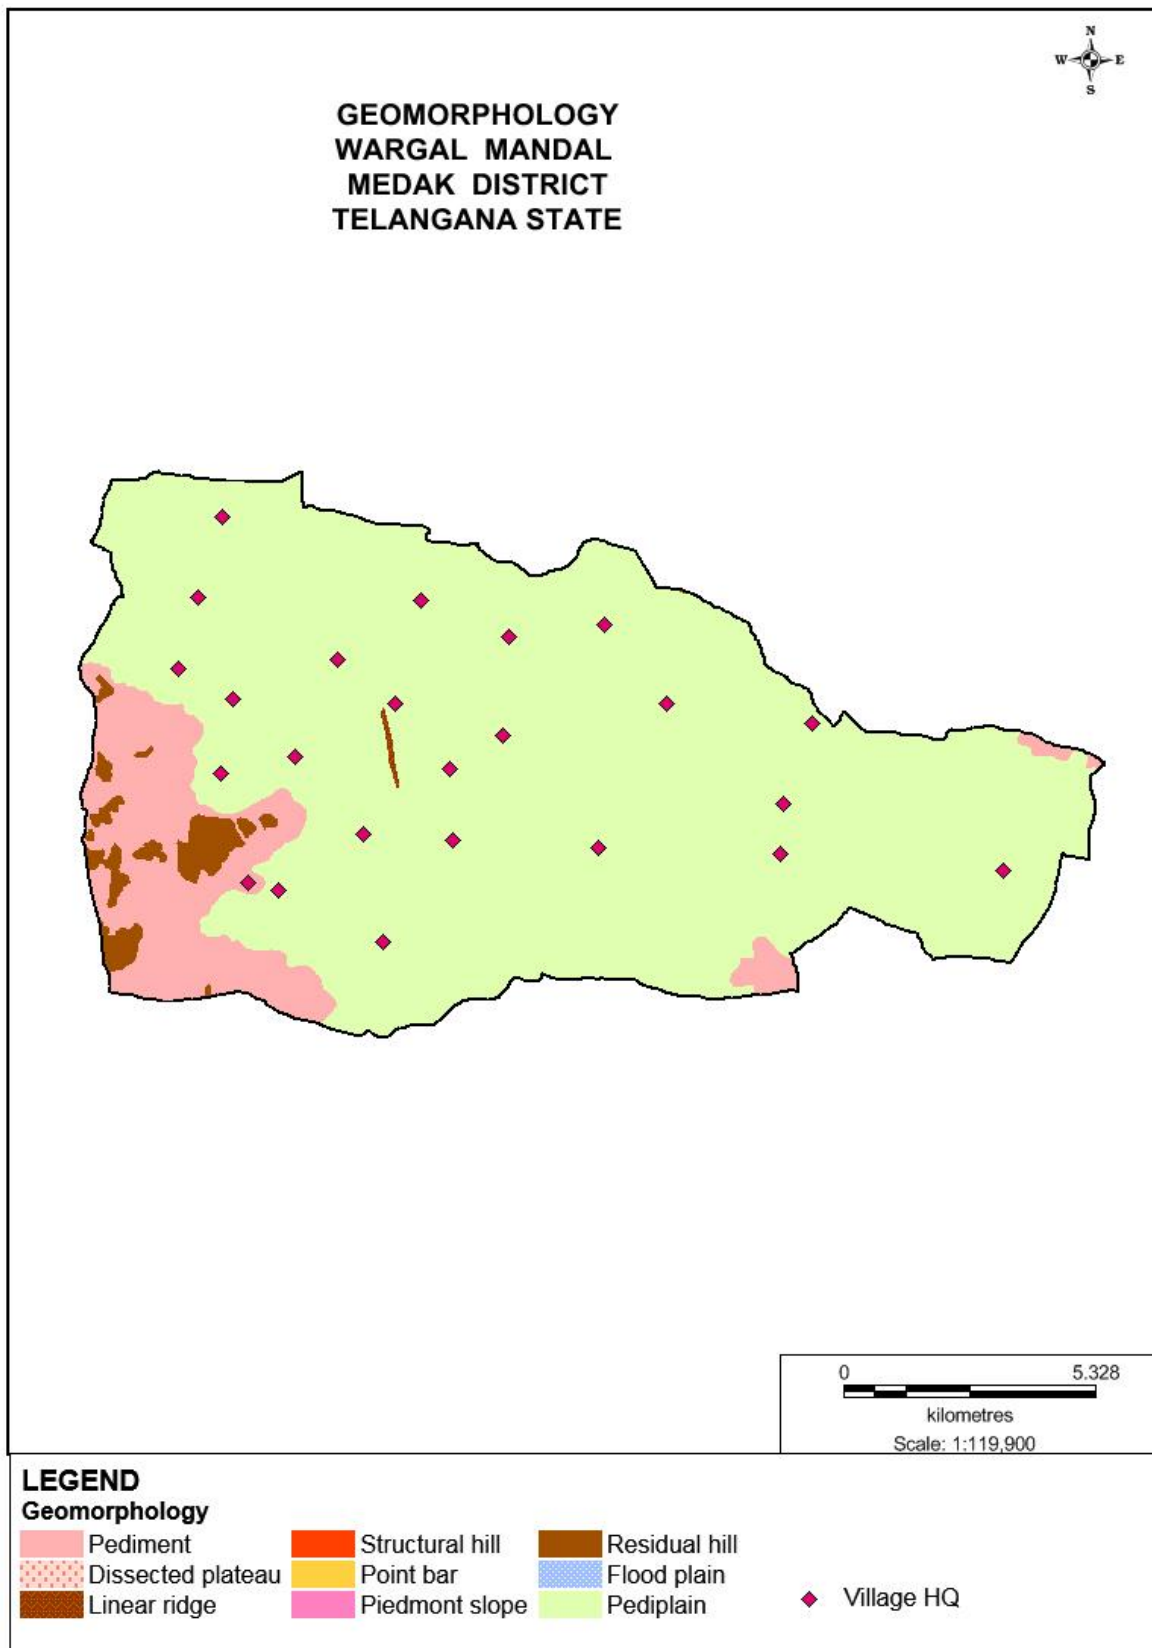 N
W E
S
GEOMORPHOLOGY
WARGAL MANDAL
MEDAK DISTRICT
TELANGANA STATE
0 5.328
kilometres
Scale: 1:119,900
LEGEND
Geomorphology
Pediment Structural hill Residual hill
Dissected plateau Point bar Flood plain
Linear ridge Piedmont slope Pediplain
Village HQ